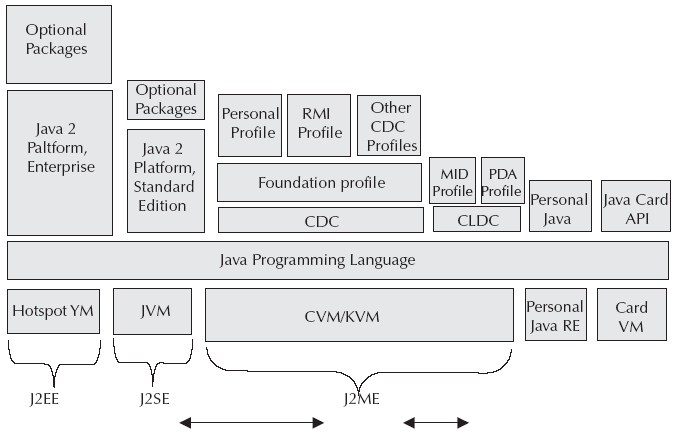 Optional
Packages
Java 2
Paltform,
Enterprise
Optional
Packages
Java 2
Platform,
Standard
Edition
Personal
Profile
RMI
Profile
Other
CDC
Profiles
Foundation profile
CDC
MID
Profile
PDA
Profile
CLDC
Personal
Java
Java Card
API
Java Programming Language
Hotspot YM
JVM
CVM/KVM
Personal
Java RE
Card
VM
J2EE
J2SE
J2ME